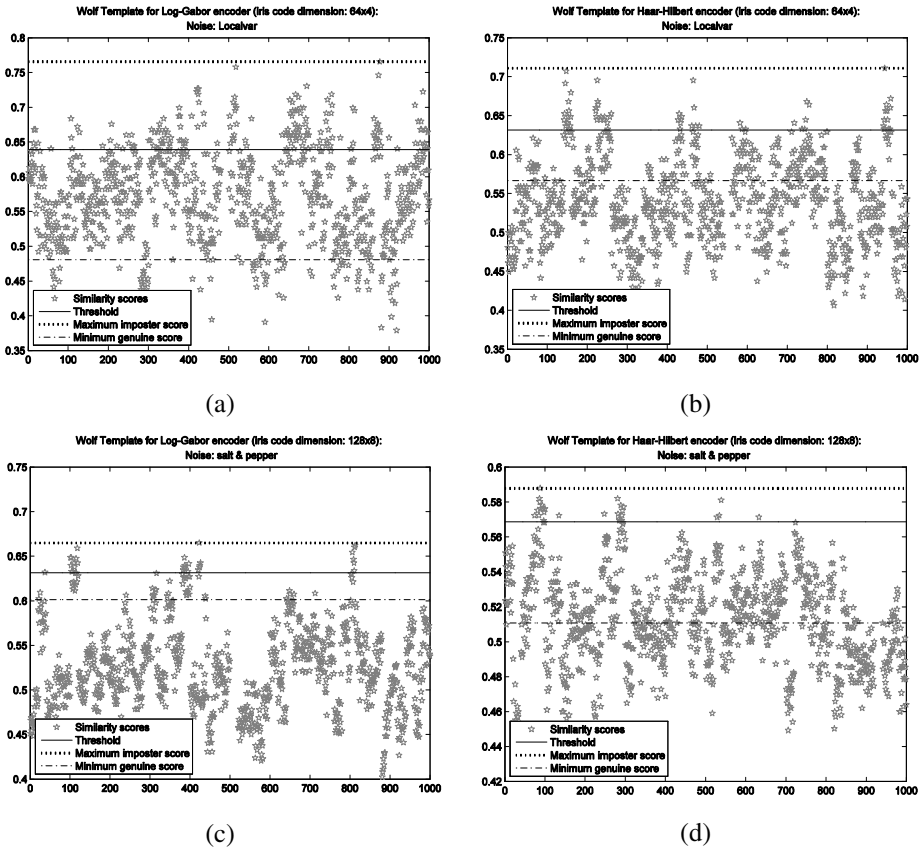 Wolf Template for Log-Gabor encoder (Iris code dimension: 64x4):
Noise: Localvar
0.8
0.75
0.7
0.65
0.6
0.55
0.5
0.45
0.4
0.35
Similarity scores
Threshold
Maximum imposter score
Minimum genuine score
0 100 200 300 400 500 600 700 800 900 1000
(a)
Wolf Template for Haar-Hilbert encoder (Iris code dimension: 64x4):
Noise: Localvar
0.75
0.7
0.65
0.6
0.55
0.5
0.45
0.4
0.35
Similarity scores
Threshold
Maximum imposter score
Minimum genuine score
0 100 200 300 400 500 600 700 800 900 1000
(b)
Wolf Template for Log-Gabor encoder (Iris code dimension: 128x8):
Noise: salt & pepper
0.75
0.7
0.65
0.6
0.55
0.5
0.45
0.4
Similarity scores
Threshold
Maximum imposter score
Minimum genuine score
0 100 200 300 400 500 600 700 800 900 1000
(c)
Wolf Template for Haar-Hilbert encoder (Iris code dimension: 128x8):
Noise: salt & pepper
0.6
0.58
0.56
0.54
0.52
0.5
0.48
0.46
0.44
0.42
Similarity scores
Threshold
Maximum imposter score
Minimum genuine score
0 100 200 300 400 500 600 700 800 900 1000
(d)